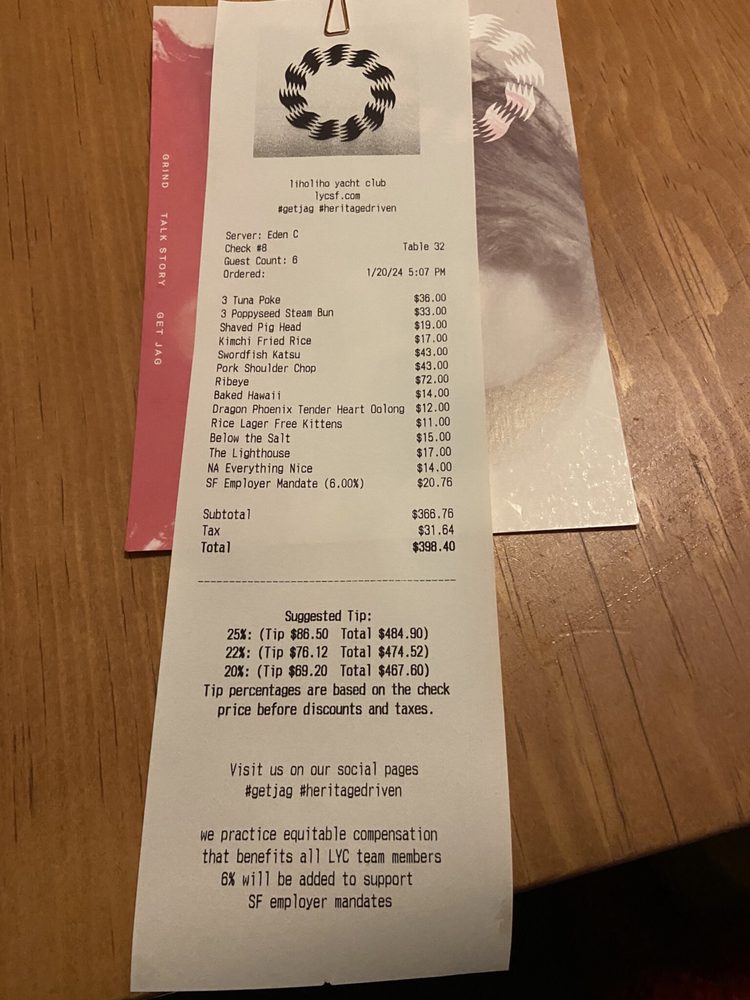 GRIND TALK STORY GET JAG
liholiho yacht club
lycsf.com
#getjag #heritagedriven
Server: Eden C
Check #8 Table 32
Guest Count: 6
Ordered: 1/20/24 5:07 PM
3 Tuna Poke $36.00
3 Poppyseed Steam Bun $33.00
Shaved Pig Head $19.00
Kimchi Fried Rice $17.00
Swordfish Katsu $43.00
Pork Shoulder Chop $43.00
Ribeye $72.00
Baked Hawaii $14.00
Dragon Phoenix Tender Heart Oolong $12.00
Rice Lager Free Kittens $11.00
Below the Salt $15.00
The Lighthouse $17.00
NA Everything Nice $14.00
SF Employer Mandate (6.00%) $20.76
Subtotal $366.76
Tax $31.64
Total $398.40
Suggested Tip:
25%: (Tip $86.50 Total $484.90)
22%: (Tip $76.12 Total $474.52)
20%: (Tip $69.20 Total $467.60)
Tip percentages are based on the check
price before discounts and taxes.
Visit us on our social pages
#getjag #heritagedriven
we practice equitable compensation
that benefits all LYC team members
6% will be added to support
SF employer mandates